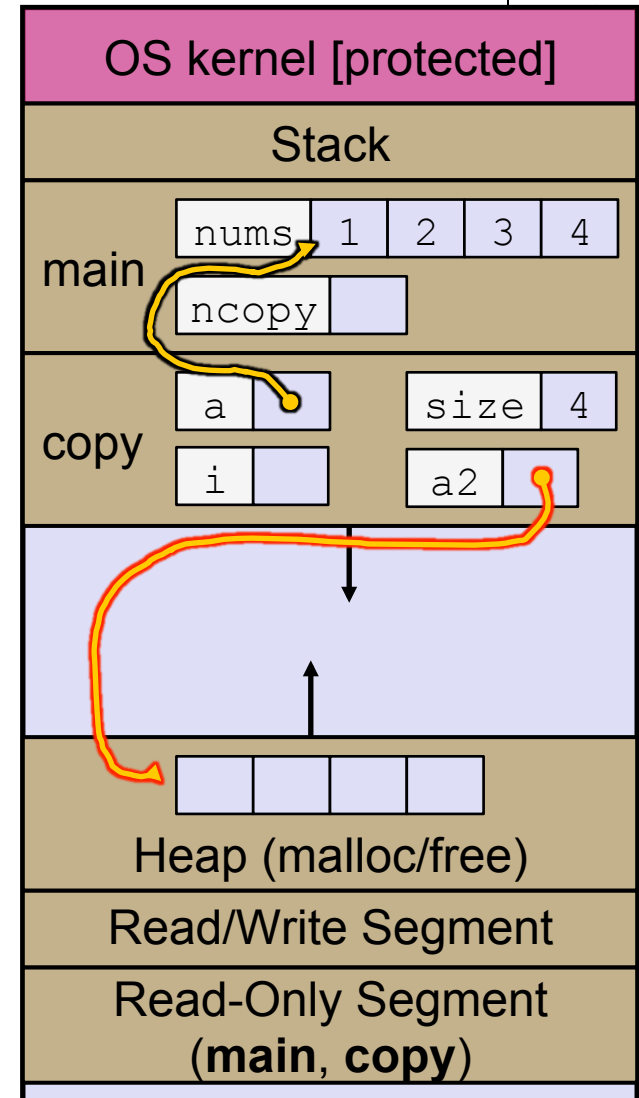 OS kernel [protected]
Stack
main
nums 1 2 3 4
ncopy
copy
a
size 4
i
a2
Heap (malloc/free)
Read/Write Segment
Read-Only Segment
(main, copy)